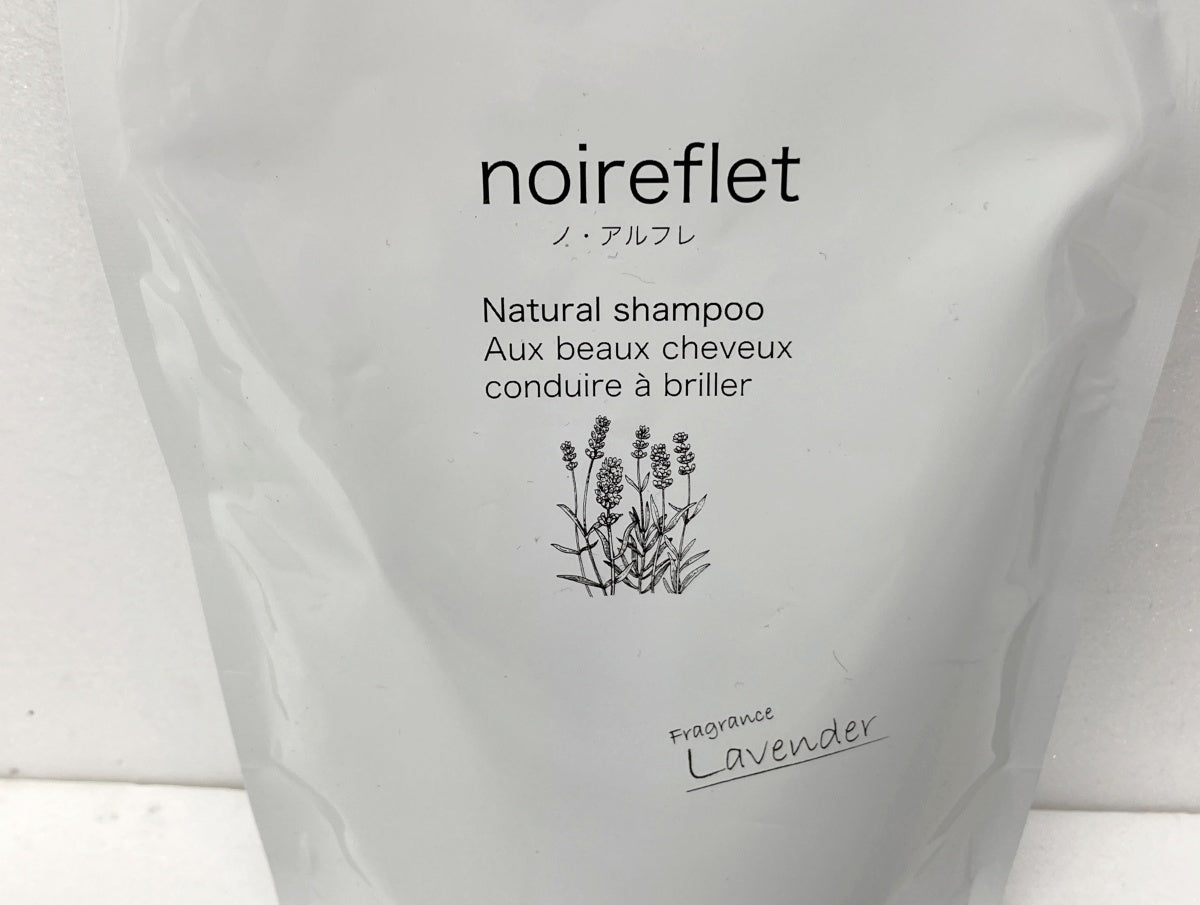 noireflet
ノ・アルフレ
Natural shampoo
Aux beaux cheveux
conduire à briller
Fragrance
Lavender